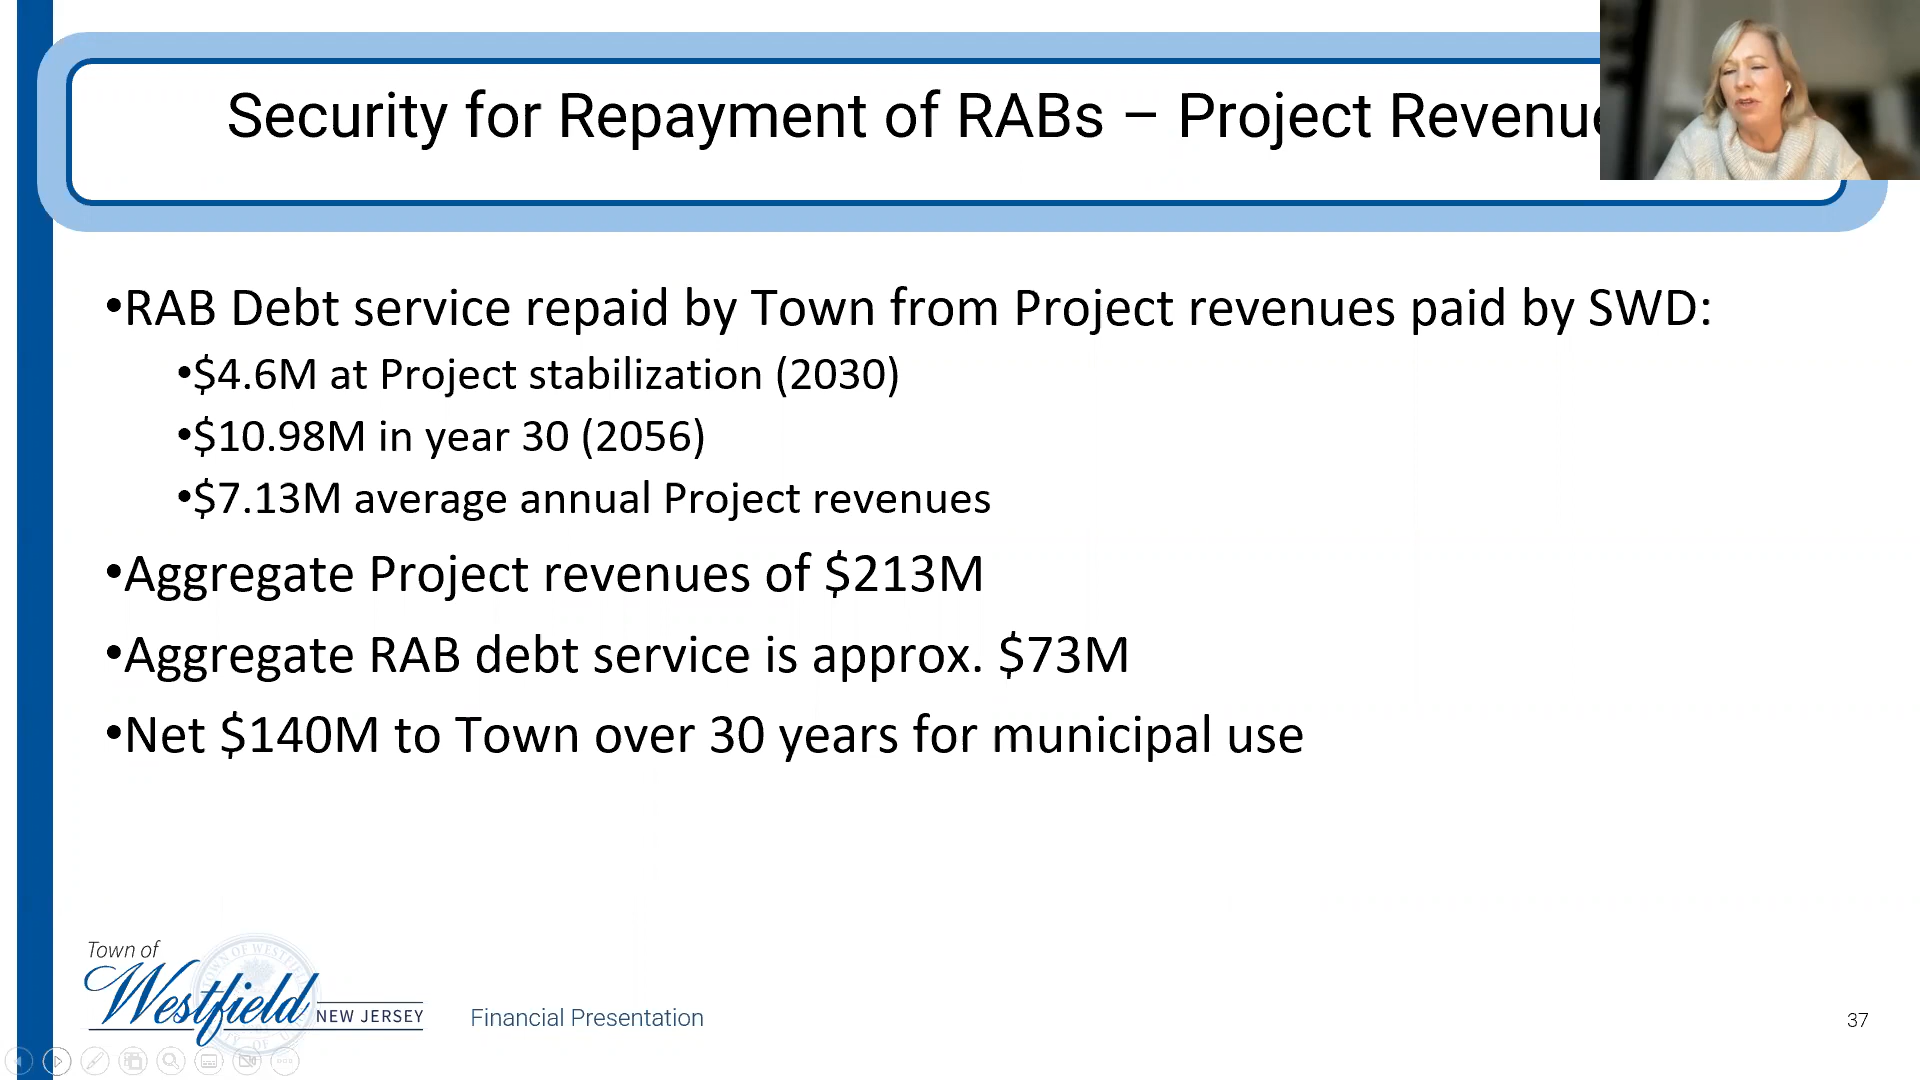 Security for Repayment of RABs – Project Revenue
•RAB Debt service repaid by Town from Project revenues paid by SWD:
•$4.6M at Project stabilization (2030)
•$10.98M in year 30 (2056)
•$7.13M average annual Project revenues
•Aggregate Project revenues of $213M
•Aggregate RAB debt service is approx. $73M
•Net $140M to Town over 30 years for municipal use
Town of
Westfield
NEW JERSEY
Financial Presentation
37